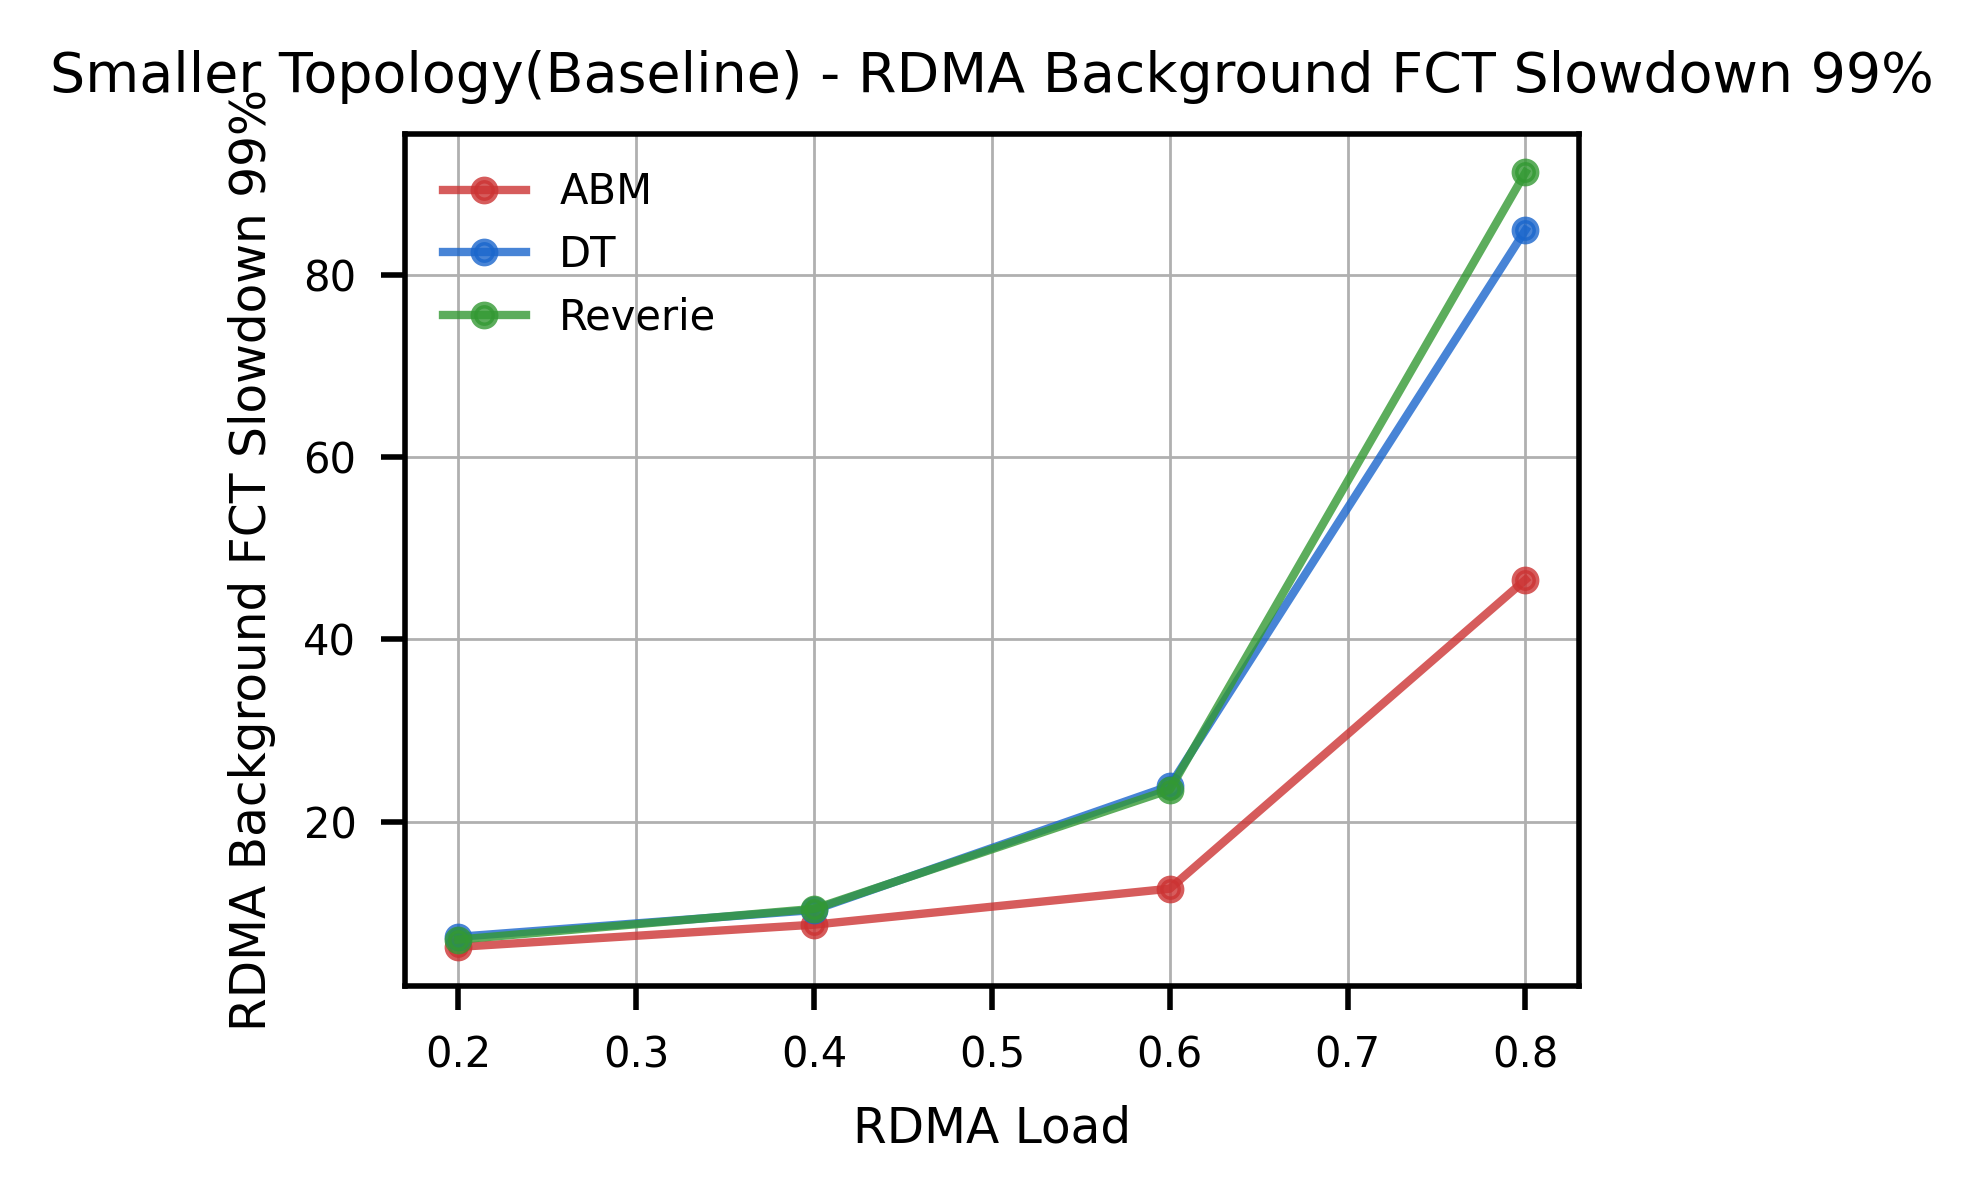 Smaller Topology(Baseline) - RDMA Background FCT Slowdown 99%
RDMA Background FCT Slowdown 99%
ABM
DT
Reverie
80
60
40
20
0.2 0.3 0.4 0.5 0.6 0.7 0.8
RDMA Load